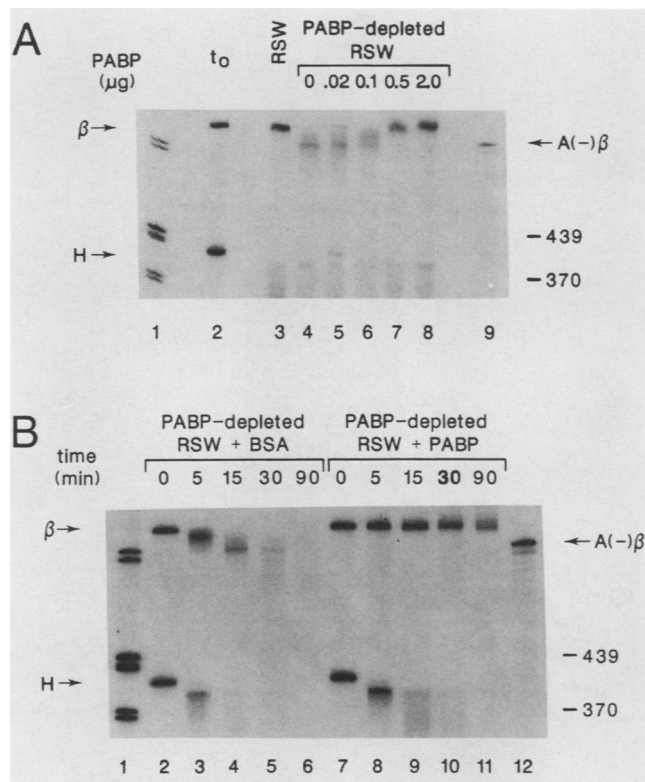 A
PABP
(µg)
t₀
RSW
PABP-depleted
RSW
0 .02 0.1 0.5 2.0
β→
←A(-)β
H→
-439
-370
1 2 3 4 5 6 7 8 9
B
time
(min)
PABP-depleted
RSW + BSA
PABP-depleted
RSW + PABP
0 5 15 30 90 0 5 15 30 90
β→
←A(-)β
-439
H→
-370
1 2 3 4 5 6 7 8 9 10 11 12